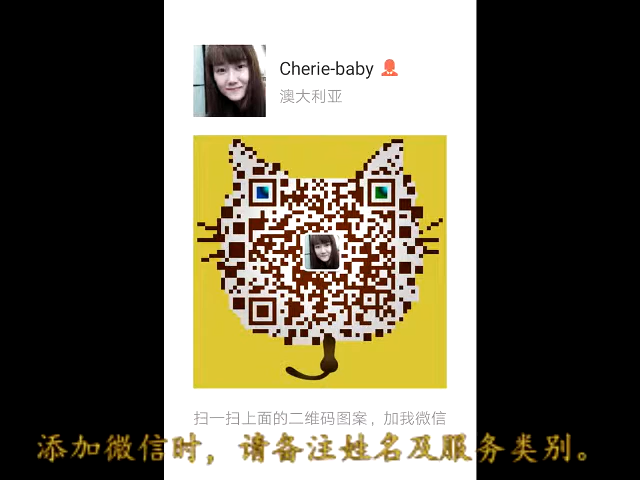 Cherie-baby
澳大利亚
扫一扫上面的二维码图案，加我微信
添加微信时，请备注姓名及服务类别。